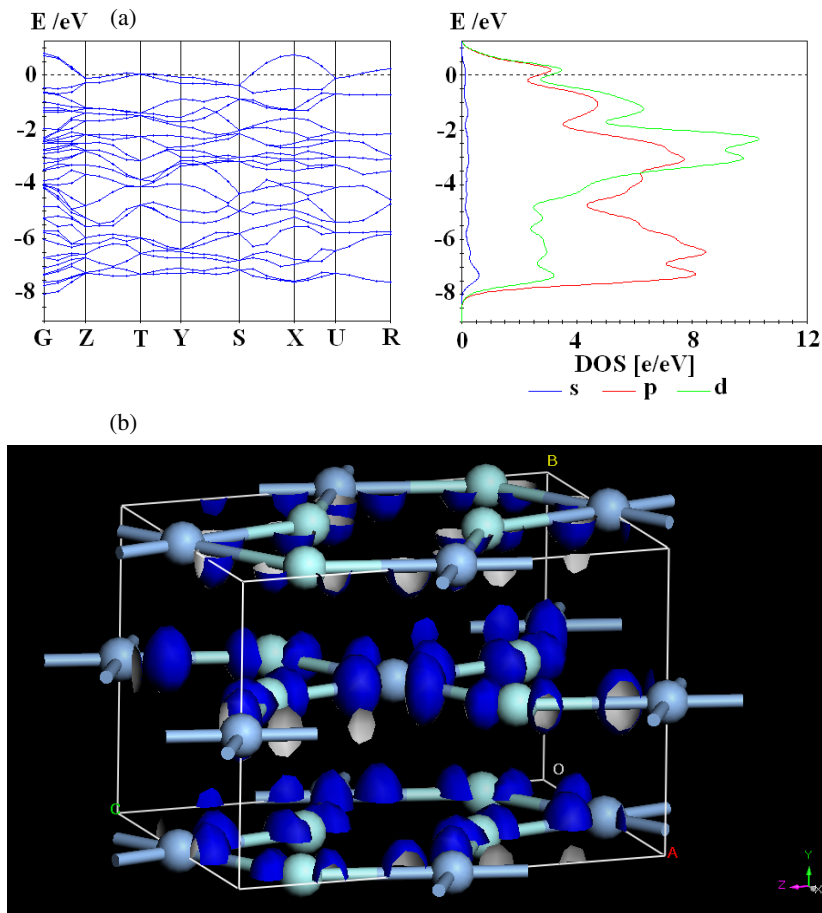 (a)
E /eV
0
-2
-4
-6
-8
G Z T Y S X U R
E /eV
0
-2
-4
-6
-8
0 4 8 12
DOS [e/eV]
s p d
(b)
B
O
C
A
Y
Z
X